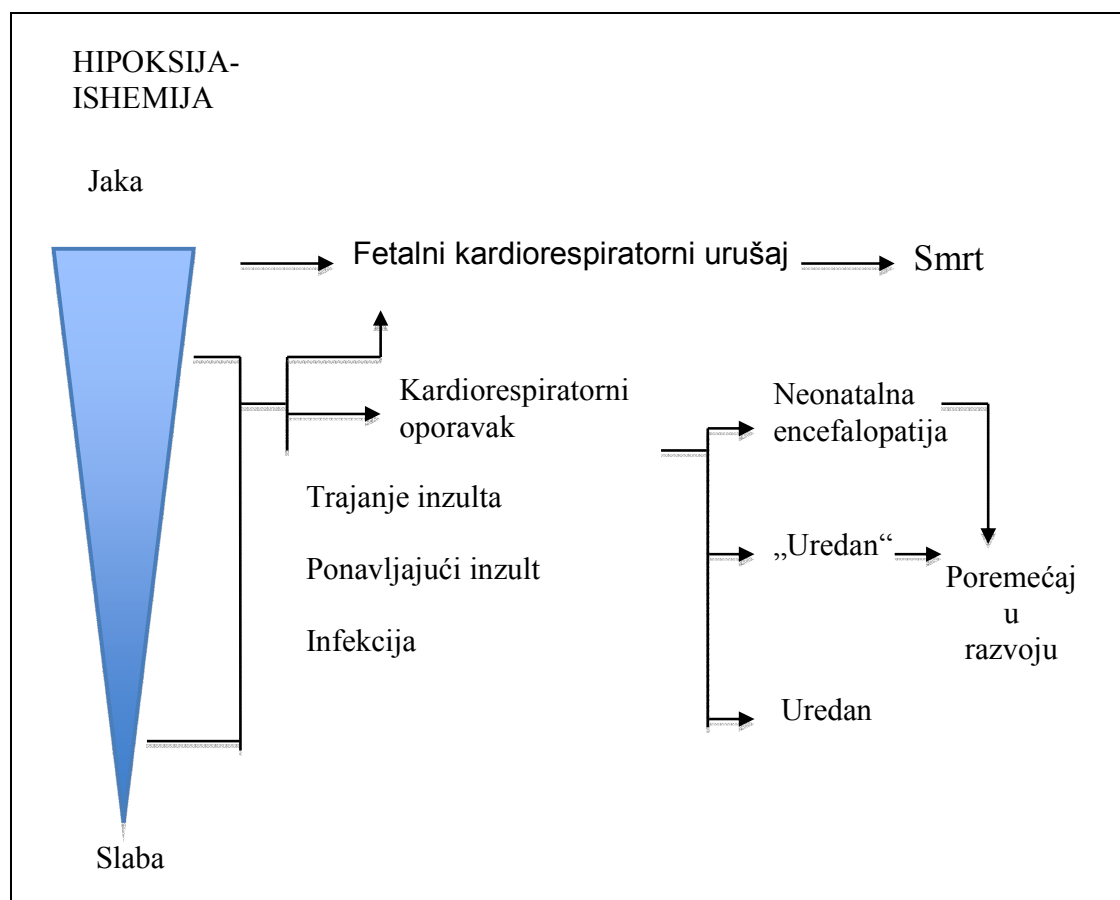 HIPOKSIJA-
ISHEMIJA
Jaka
Fetalni kardiorespiratorni urušaj
Smrt
Kardiorespiratorni
oporavak
Neonatalna
encefalopatija
Trajanje inzulta
„Uredan“
Ponavljajući inzult
Poremećaj
u
razvoju
Infekcija
Uredan
Slaba